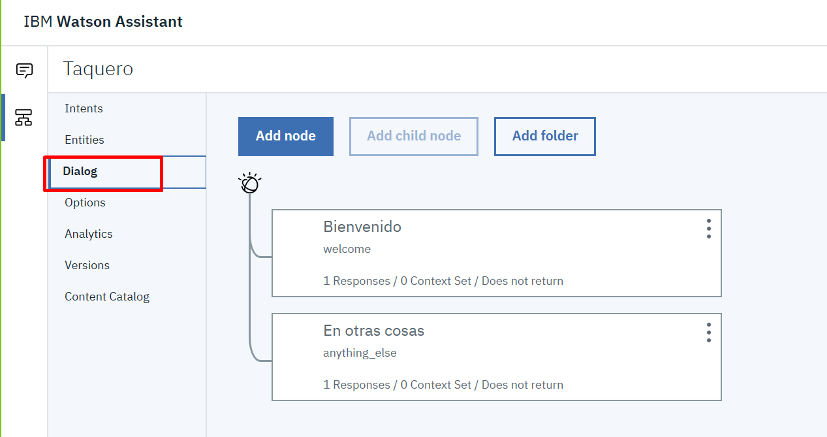 IBM Watson Assistant
Taquero
Intents
Entities
Dialog
Options
Analytics
Versions
Content Catalog
Add node
Add child node
Add folder
Bienvenido
welcome
1 Responses / 0 Context Set / Does not return
En otras cosas
anything_else
1 Responses / 0 Context Set / Does not return